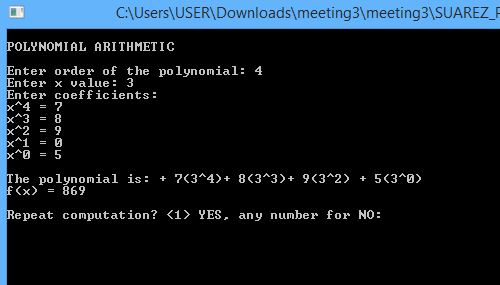 C:\Users\USER\Downloads\meeting3\meeting3\SUAREZ_
POLYNOMIAL ARITHMETIC
Enter order of the polynomial: 4
Enter x value: 3
Enter coefficients:
x^4 = 7
x^3 = 8
x^2 = 9
x^1 = 0
x^0 = 5
The polynomial is: + 7(3^4)+ 8(3^3)+ 9(3^2) + 5(3^0)
f(x) = 869
Repeat computation? <1> YES, any number for NO: